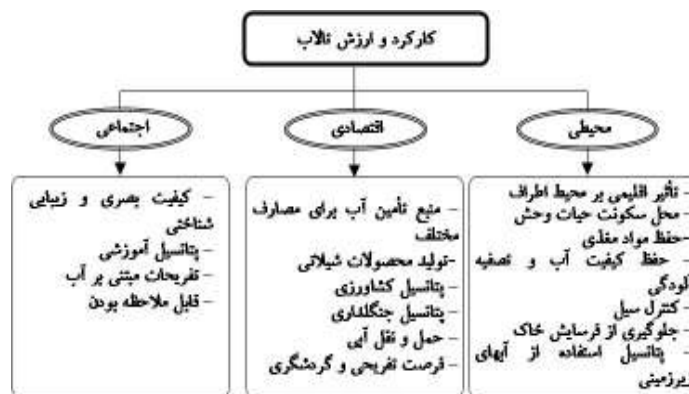 کارکرد و ارزش تالاب
محیطی
اقتصادی
اجتماعی
- تأثیر اقلیمی بر محیط اطراف
- محل سکونت حیات وحش
-حفظ مواد مغذی
- حفظ کیفیت آب و تصفیه
آلودگی
- کنترل سیل
- جلوگیری از فرسایش خاک
- پتانسیل استفاده از آبهای
زیرزمینی
- منبع تأمین آب برای مصارف
مختلف
-تولید محصولات شیلاتی
- پتانسیل کشاورزی
- پتانسیل جنگلداری
- حمل و نقل آبی
- فرصت تفریحی و گردشگری
- کیفیت بصری و زیبایی
شناختی
- پتانسیل آموزشی
- تفریحات مبتنی بر آب
- قابل ملاحظه بودن